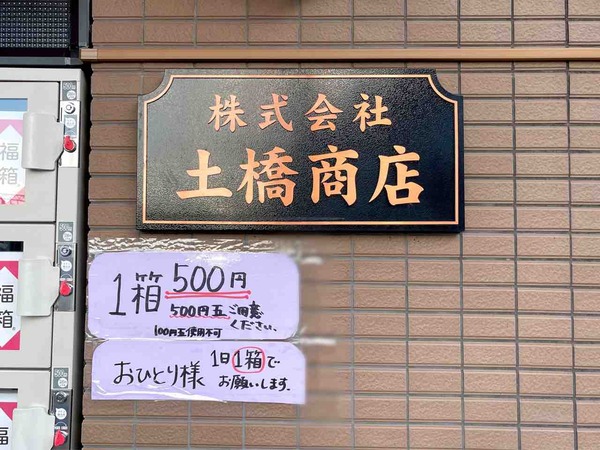 株式会社
土橋商店
1箱500円
500円玉ご用意
ください、
100円玉使用不可
おひとり様 1日1箱で
お願いします。
福
箱
福
箱
福